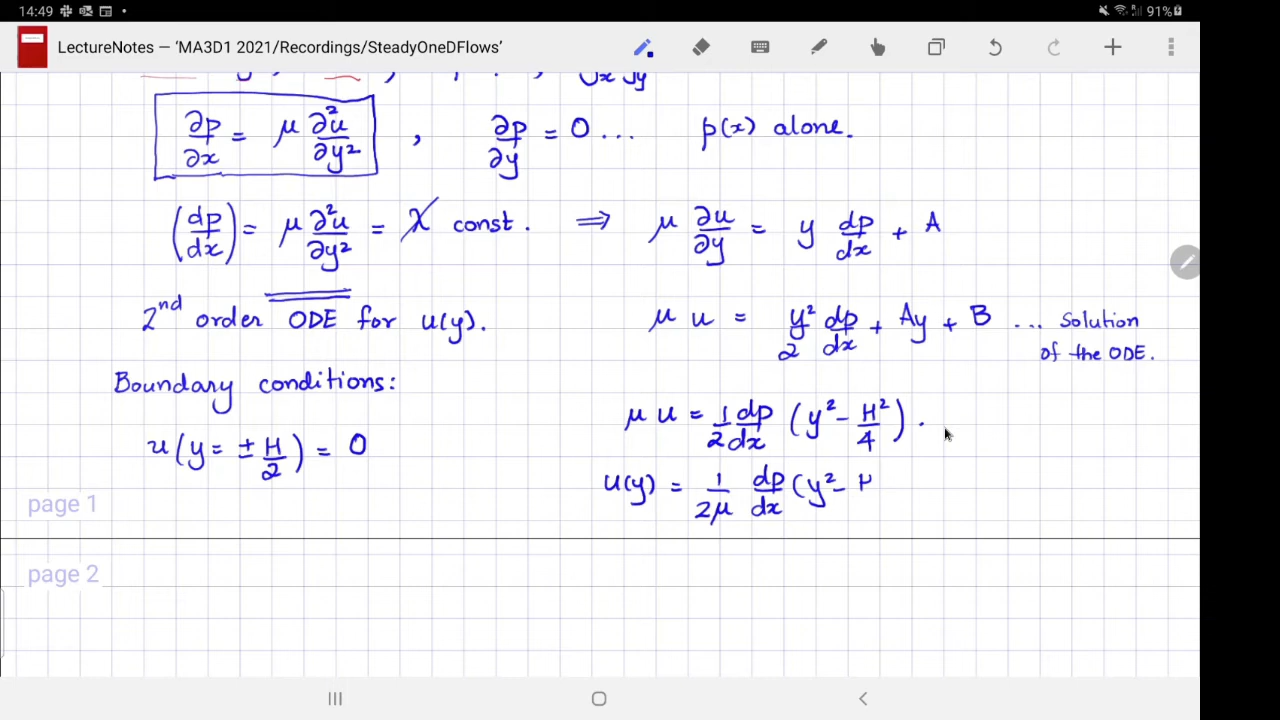 14:49 91%
LectureNotes — ‘MA3D1 2021/Recordings/SteadyOneDFlows’
∂p/∂x = μ ∂²u/∂y² , ∂p/∂y = 0 ... p(x) alone.
(dp/dx) = μ ∂²u/∂y² = const. ⇒ μ ∂u/∂y = y dp/dx + A
2nd order ODE for u(y). μ u = y²/2 dp/dx + Ay + B ... solution
of the ODE.
Boundary conditions:
μ u = 1/2 dp/dx (y² − H²/4).
u(y = ± H/2) = 0
u(y) = 1/2μ dp/dx (y² −
page 1
page 2